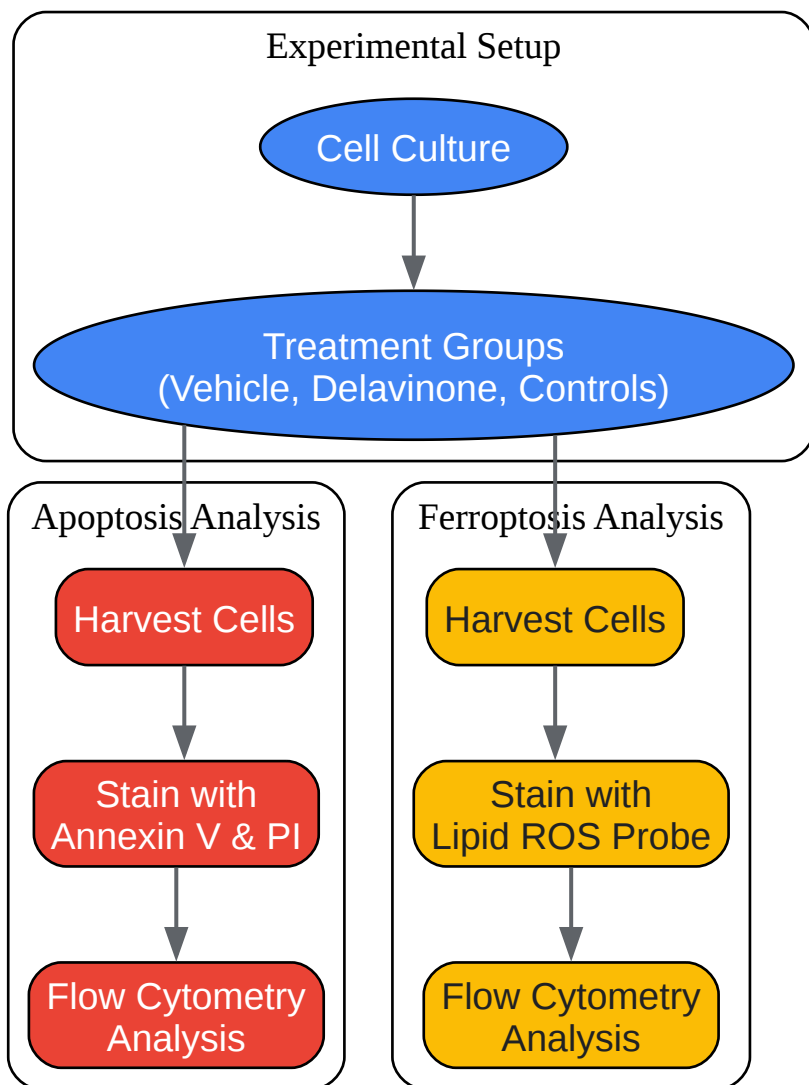 Experimental Setup
Cell Culture
Treatment Groups
(Vehicle, Delavinone, Controls)
Apoptosis Analysis
Harvest Cells
Stain with
Annexin V & PI
Flow Cytometry
Analysis
Ferroptosis Analysis
Harvest Cells
Stain with
Lipid ROS Probe
Flow Cytometry
Analysis